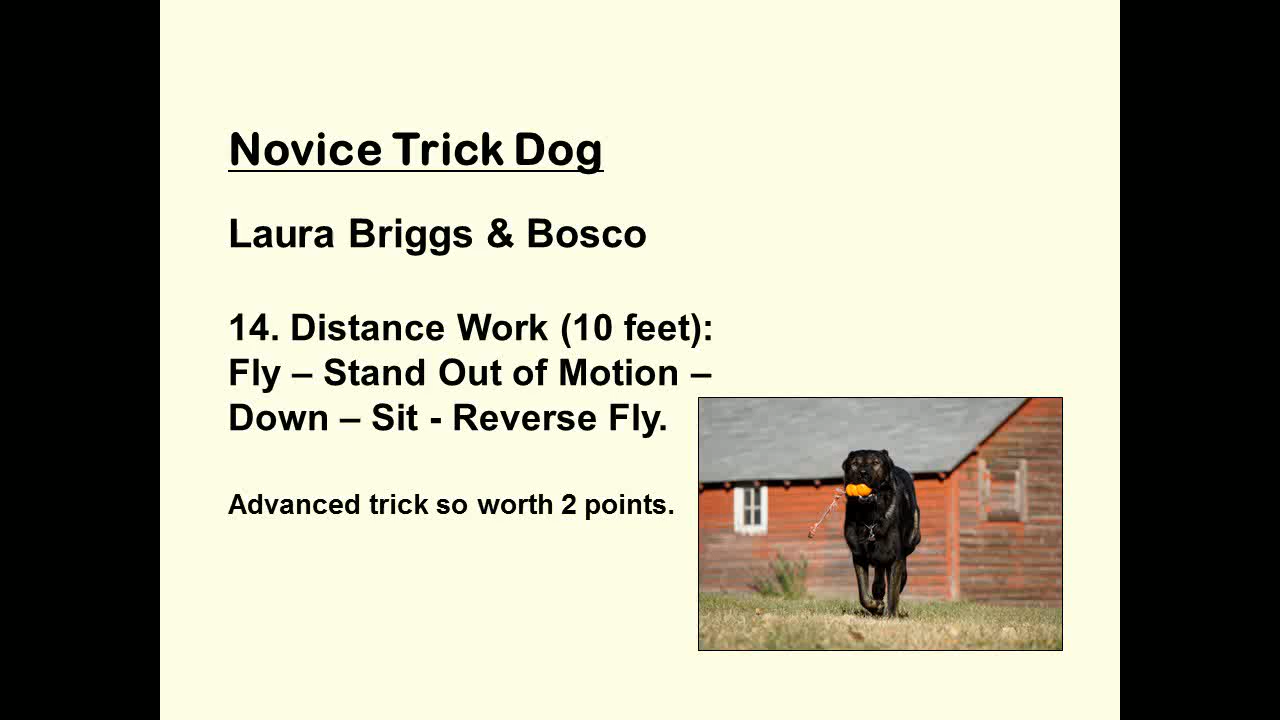 Novice Trick Dog
Laura Briggs & Bosco
14. Distance Work (10 feet):
Fly – Stand Out of Motion –
Down – Sit - Reverse Fly.
Advanced trick so worth 2 points.